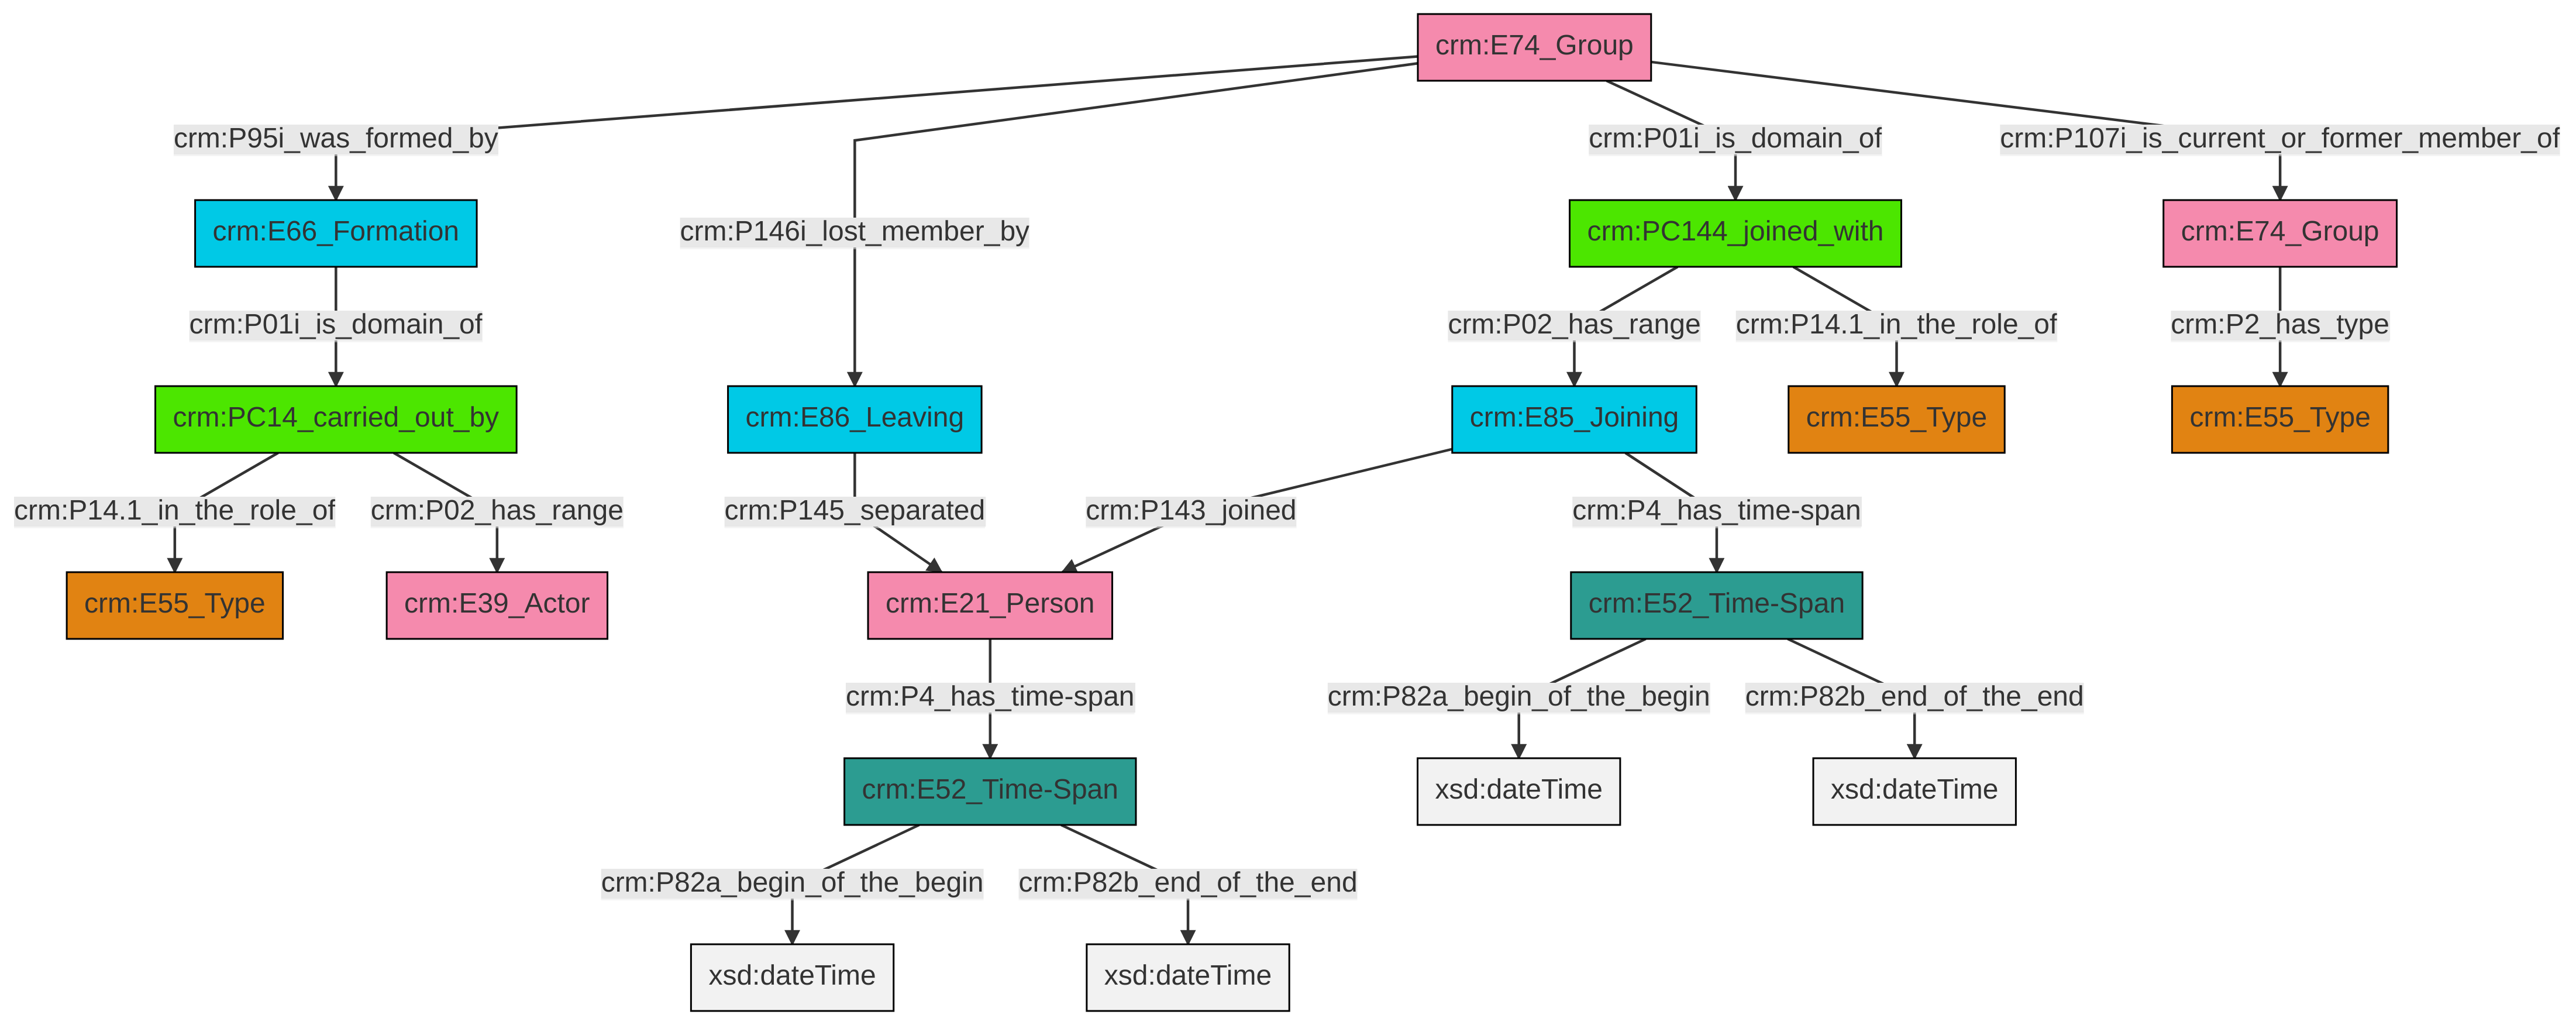 crm:E74_Group
crm:P95i_was_formed_by
crm:P01i_is_domain_of
crm:P107i_is_current_or_former_member_of
crm:E66_Formation
crm:P146i_lost_member_by
crm:PC144_joined_with
crm:E74_Group
crm:P01i_is_domain_of
crm:P02_has_range
crm:P14.1_in_the_role_of
crm:P2_has_type
crm:PC14_carried_out_by
crm:E86_Leaving
crm:E85_Joining
crm:E55_Type
crm:E55_Type
crm:P14.1_in_the_role_of
crm:P02_has_range
crm:P145_separated
crm:P143_joined
crm:P4_has_time-span
crm:E55_Type
crm:E39_Actor
crm:E21_Person
crm:E52_Time-Span
crm:P4_has_time-span
crm:P82a_begin_of_the_begin
crm:P82b_end_of_the_end
crm:E52_Time-Span
xsd:dateTime
xsd:dateTime
crm:P82a_begin_of_the_begin
crm:P82b_end_of_the_end
xsd:dateTime
xsd:dateTime